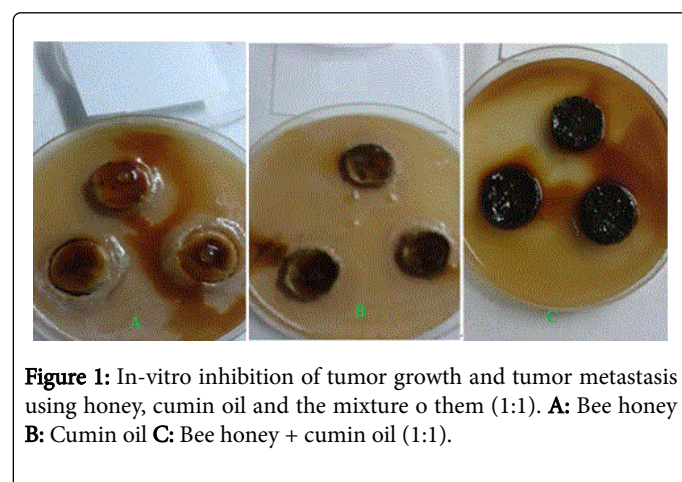 A
B
C
Figure 1: In-vitro inhibition of tumor growth and tumor metastasis
using honey, cumin oil and the mixture o them (1:1). A: Bee honey
B: Cumin oil C: Bee honey + cumin oil (1:1).